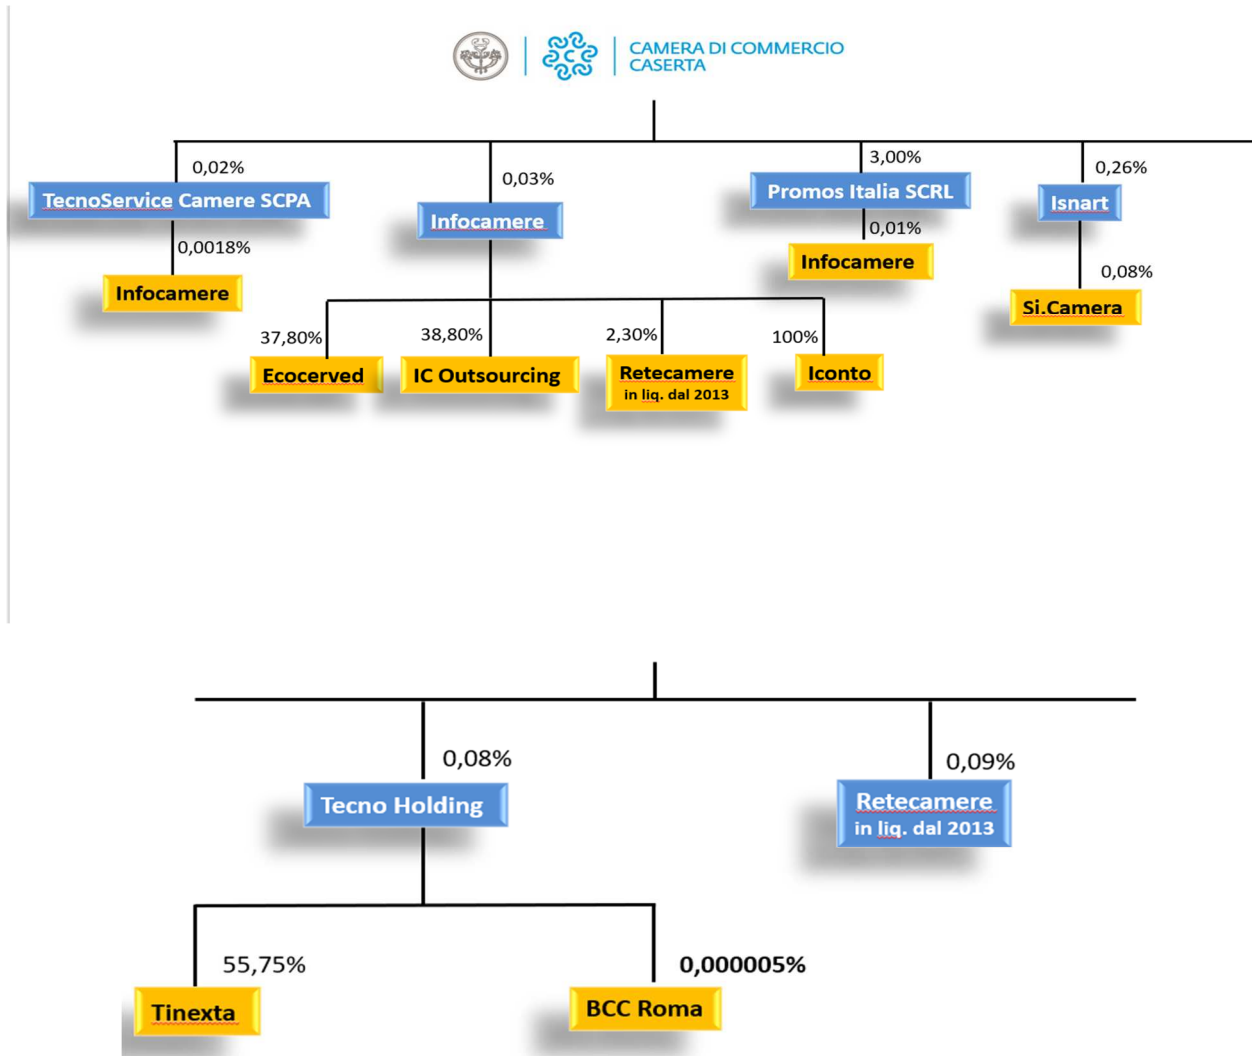 CAMERA DI COMMERCIO
CASERTA
0,02%
TecnoService Camere SCPA
0,0018%
Infocamere
0,03%
Infocamere
37,80%
Ecocerved
38,80%
IC Outsourcing
2,30%
Retecamere
in liq. dal 2013
100%
Iconto
3,00%
Promos Italia SCRL
0,01%
Infocamere
0,26%
Isnart
0,08%
Si.Camera
0,08%
Tecno Holding
55,75%
Tinexta
0,000005%
BCC Roma
0,09%
Retecamere
in liq. dal 2013